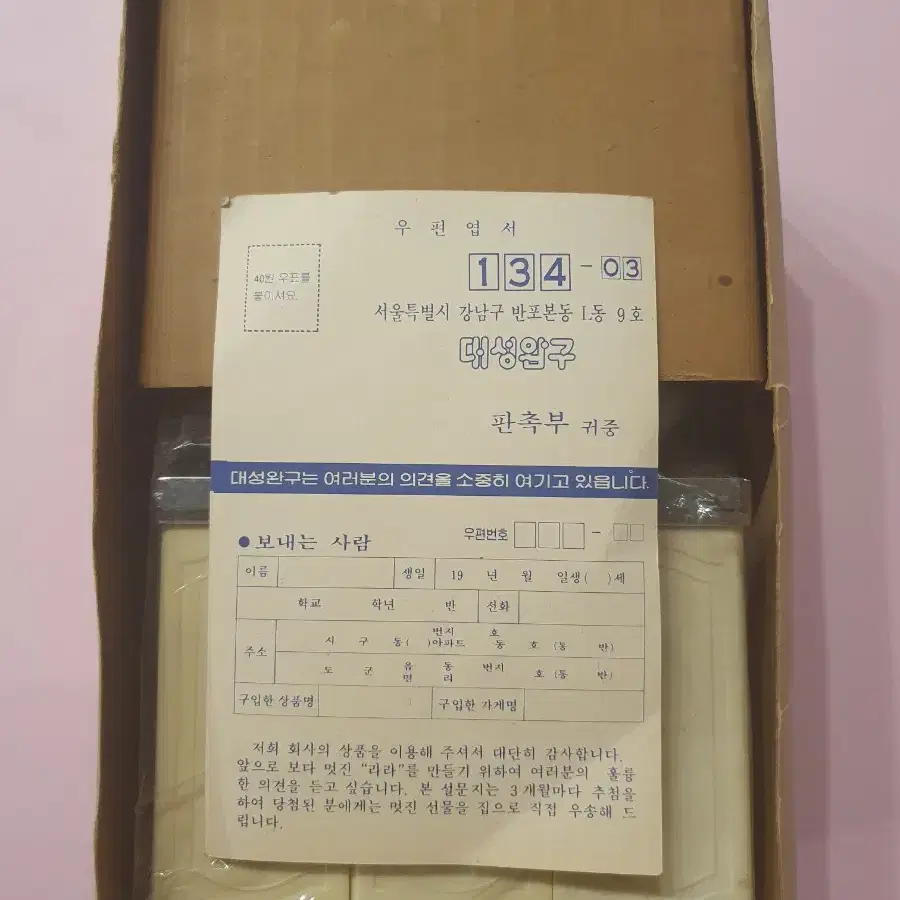 우편엽서
40원 우표를
붙이세요.
134-03
서울특별시 강남구 반포본동 I동 9호
대성완구
판촉부 귀중
대성완구는 여러분의 의견을 소중히 여기고 있읍니다.
● 보내는 사람 우편번호 □□□-□□
이름 생일 19 년 월 일생( )세
학교 학년 반 전화
주소 시 구 동( 번지 호 )아파트 동 호 (통 반)
도 군 읍 면 동 리 번지 호 (통 반)
구입한 상품명 구입한 가게명
저희 회사의 상품을 이용해 주셔서 대단히 감사합니다.
앞으로 보다 멋진 "라라"를 만들기 위하여 여러분의 훌륭
한 의견을 듣고 싶습니다. 본 설문지는 3개월마다 추첨을
하여 당첨된 분에게는 멋진 선물을 집으로 직접 우송해 드
립니다.